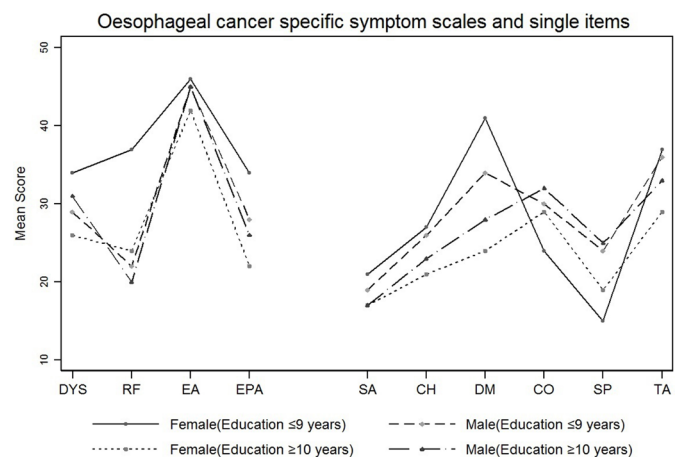 Oesophageal cancer specific symptom scales and single items
Mean Score
50
40
30
20
10
DYS RF EA EPA SA CH DM CO SP TA
Female(Education ≤9 years) Male(Education ≤9 years)
Female(Education ≥10 years) Male(Education ≥10 years)